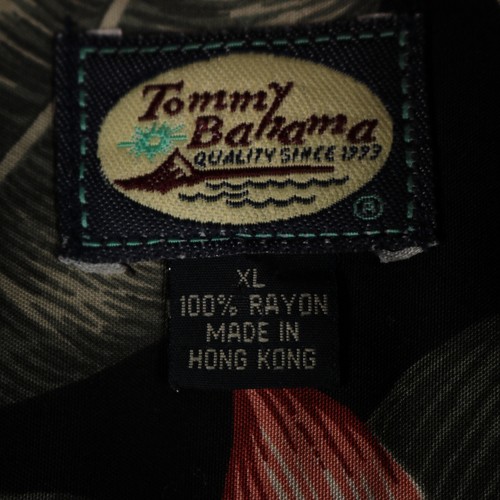 Tommy
Bahama
QUALITY SINCE 1993
®
XL
100% RAYON
MADE IN
HONG KONG